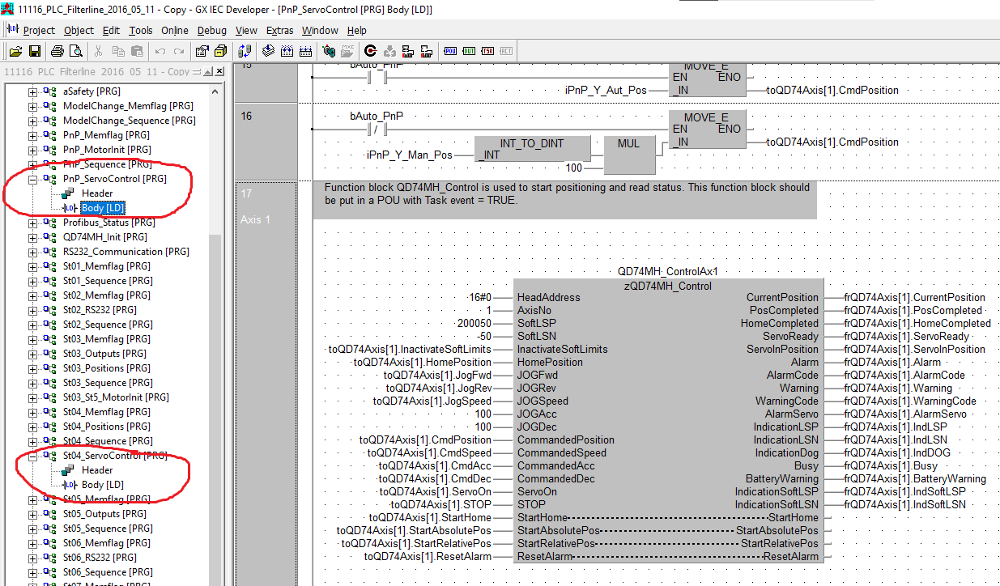 11116_PLC_Filterline_2016_05_11 - Copy - GX IEC Developer - [PnP_ServoControl [PRG] Body [LD]]
Project Object Edit Tools Online Debug View Extras Window Help
11116 PLC Filterline 2016 05 11 - Copy
aSafety [PRG]
ModelChange_Memflag [PRG]
ModelChange_Sequence [PRG]
PnP_Memflag [PRG]
PnP_MotorInit [PRG]
PnP_Sequence [PRG]
PnP_ServoControl [PRG]
Header
Body [LD]
Profibus_Status [PRG]
QD74MH_Init [PRG]
RS232_Communication [PRG]
St01_Memflag [PRG]
St01_Sequence [PRG]
St02_Memflag [PRG]
St02_RS232 [PRG]
St02_Sequence [PRG]
St03_Memflag [PRG]
St03_Outputs [PRG]
St03_Positions [PRG]
St03_Sequence [PRG]
St03_St5_MotorInit [PRG]
St04_Memflag [PRG]
St04_Positions [PRG]
St04_Sequence [PRG]
St04_ServoControl [PRG]
Header
Body [LD]
St05_Memflag [PRG]
St05_Outputs [PRG]
St05_Sequence [PRG]
St06_Memflag [PRG]
St06_RS232 [PRG]
St06_Sequence [PRG]
St07_Memflag [PRG]
15
bAuto_PnP
MOVE_E
EN ENO
iPnP_Y_Aut_Pos _IN toQD74Axis[1].CmdPosition
16
bAuto_PnP
/
MOVE_E
EN ENO
_IN toQD74Axis[1].CmdPosition
INT_TO_DINT
iPnP_Y_Man_Pos _INT
MUL
100
17
Axis 1
Function block QD74MH_Control is used to start positioning and read status. This function block should
be put in a POU with Task event = TRUE.
QD74MH_ControlAx1
zQD74MH_Control
16#0 HeadAddress CurrentPosition frQD74Axis[1].CurrentPosition
1 AxisNo PosCompleted frQD74Axis[1].PosCompleted
200050 SoftLSP HomeCompleted frQD74Axis[1].HomeCompleted
-50 SoftLSN ServoReady frQD74Axis[1].ServoReady
toQD74Axis[1].InactivateSoftLimits InactivateSoftLimits ServoInPosition frQD74Axis[1].ServoInPosition
toQD74Axis[1].HomePosition HomePosition Alarm frQD74Axis[1].Alarm
toQD74Axis[1].JogFwd JOGFwd AlarmCode frQD74Axis[1].AlarmCode
toQD74Axis[1].JogRev JOGRev Warning frQD74Axis[1].Warning
toQD74Axis[1].JogSpeed JOGSpeed WarningCode frQD74Axis[1].WarningCode
100 JOGAcc AlarmServo frQD74Axis[1].AlarmServo
100 JOGDec IndicationLSP frQD74Axis[1].IndLSP
toQD74Axis[1].CmdPosition CommandedPosition IndicationLSN frQD74Axis[1].IndLSN
toQD74Axis[1].CmdSpeed CommandedSpeed IndicationDog frQD74Axis[1].IndDOG
toQD74Axis[1].CmdAcc CommandedAcc Busy frQD74Axis[1].Busy
toQD74Axis[1].CmdDec CommandedDec BatteryWarning frQD74Axis[1].BatteryWarning
toQD74Axis[1].ServoOn ServoOn IndicationSoftLSP frQD74Axis[1].IndSoftLSP
toQD74Axis[1].STOP STOP IndicationSoftLSN frQD74Axis[1].IndSoftLSN
toQD74Axis[1].StartHome StartHome StartHome
toQD74Axis[1].StartAbsolutePos StartAbsolutePos StartAbsolutePos
toQD74Axis[1].StartRelativePos StartRelativePos StartRelativePos
toQD74Axis[1].ResetAlarm ResetAlarm ResetAlarm